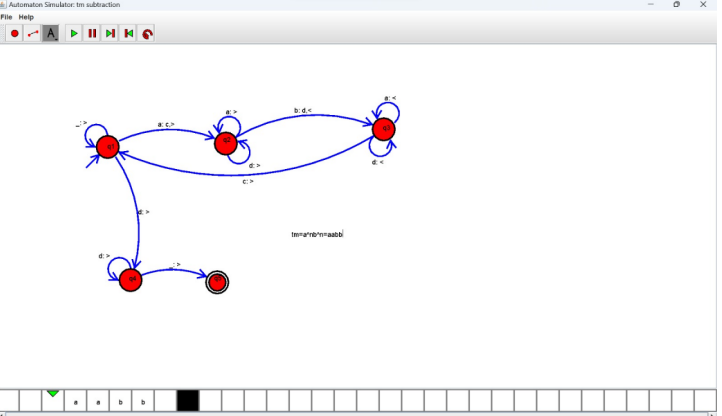 Automaton Simulator: tm subtraction
File Help
A
_: >
a: c,>
a: >
b: d,<
a: <
d: >
d: <
c: >
d: >
tm=a^nb^n=aabb
d: >
_: >
a a b b